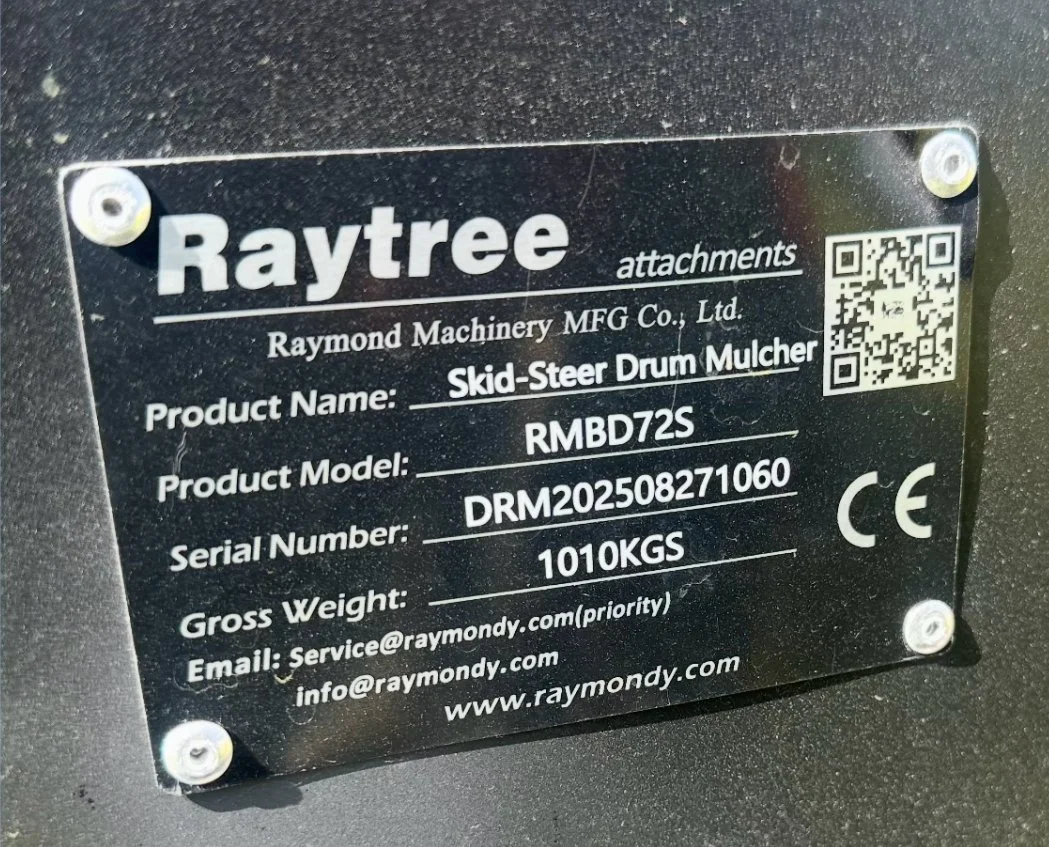 Raytree attachments
Raymond Machinery MFG Co., Ltd.
Product Name: Skid-Steer Drum Mulcher
Product Model: RMBD72S
Serial Number: DRM202508271060
Gross Weight: 1010KGS
Email: Service@raymondy.com(priority)
info@raymondy.com
www.raymondy.com
CE